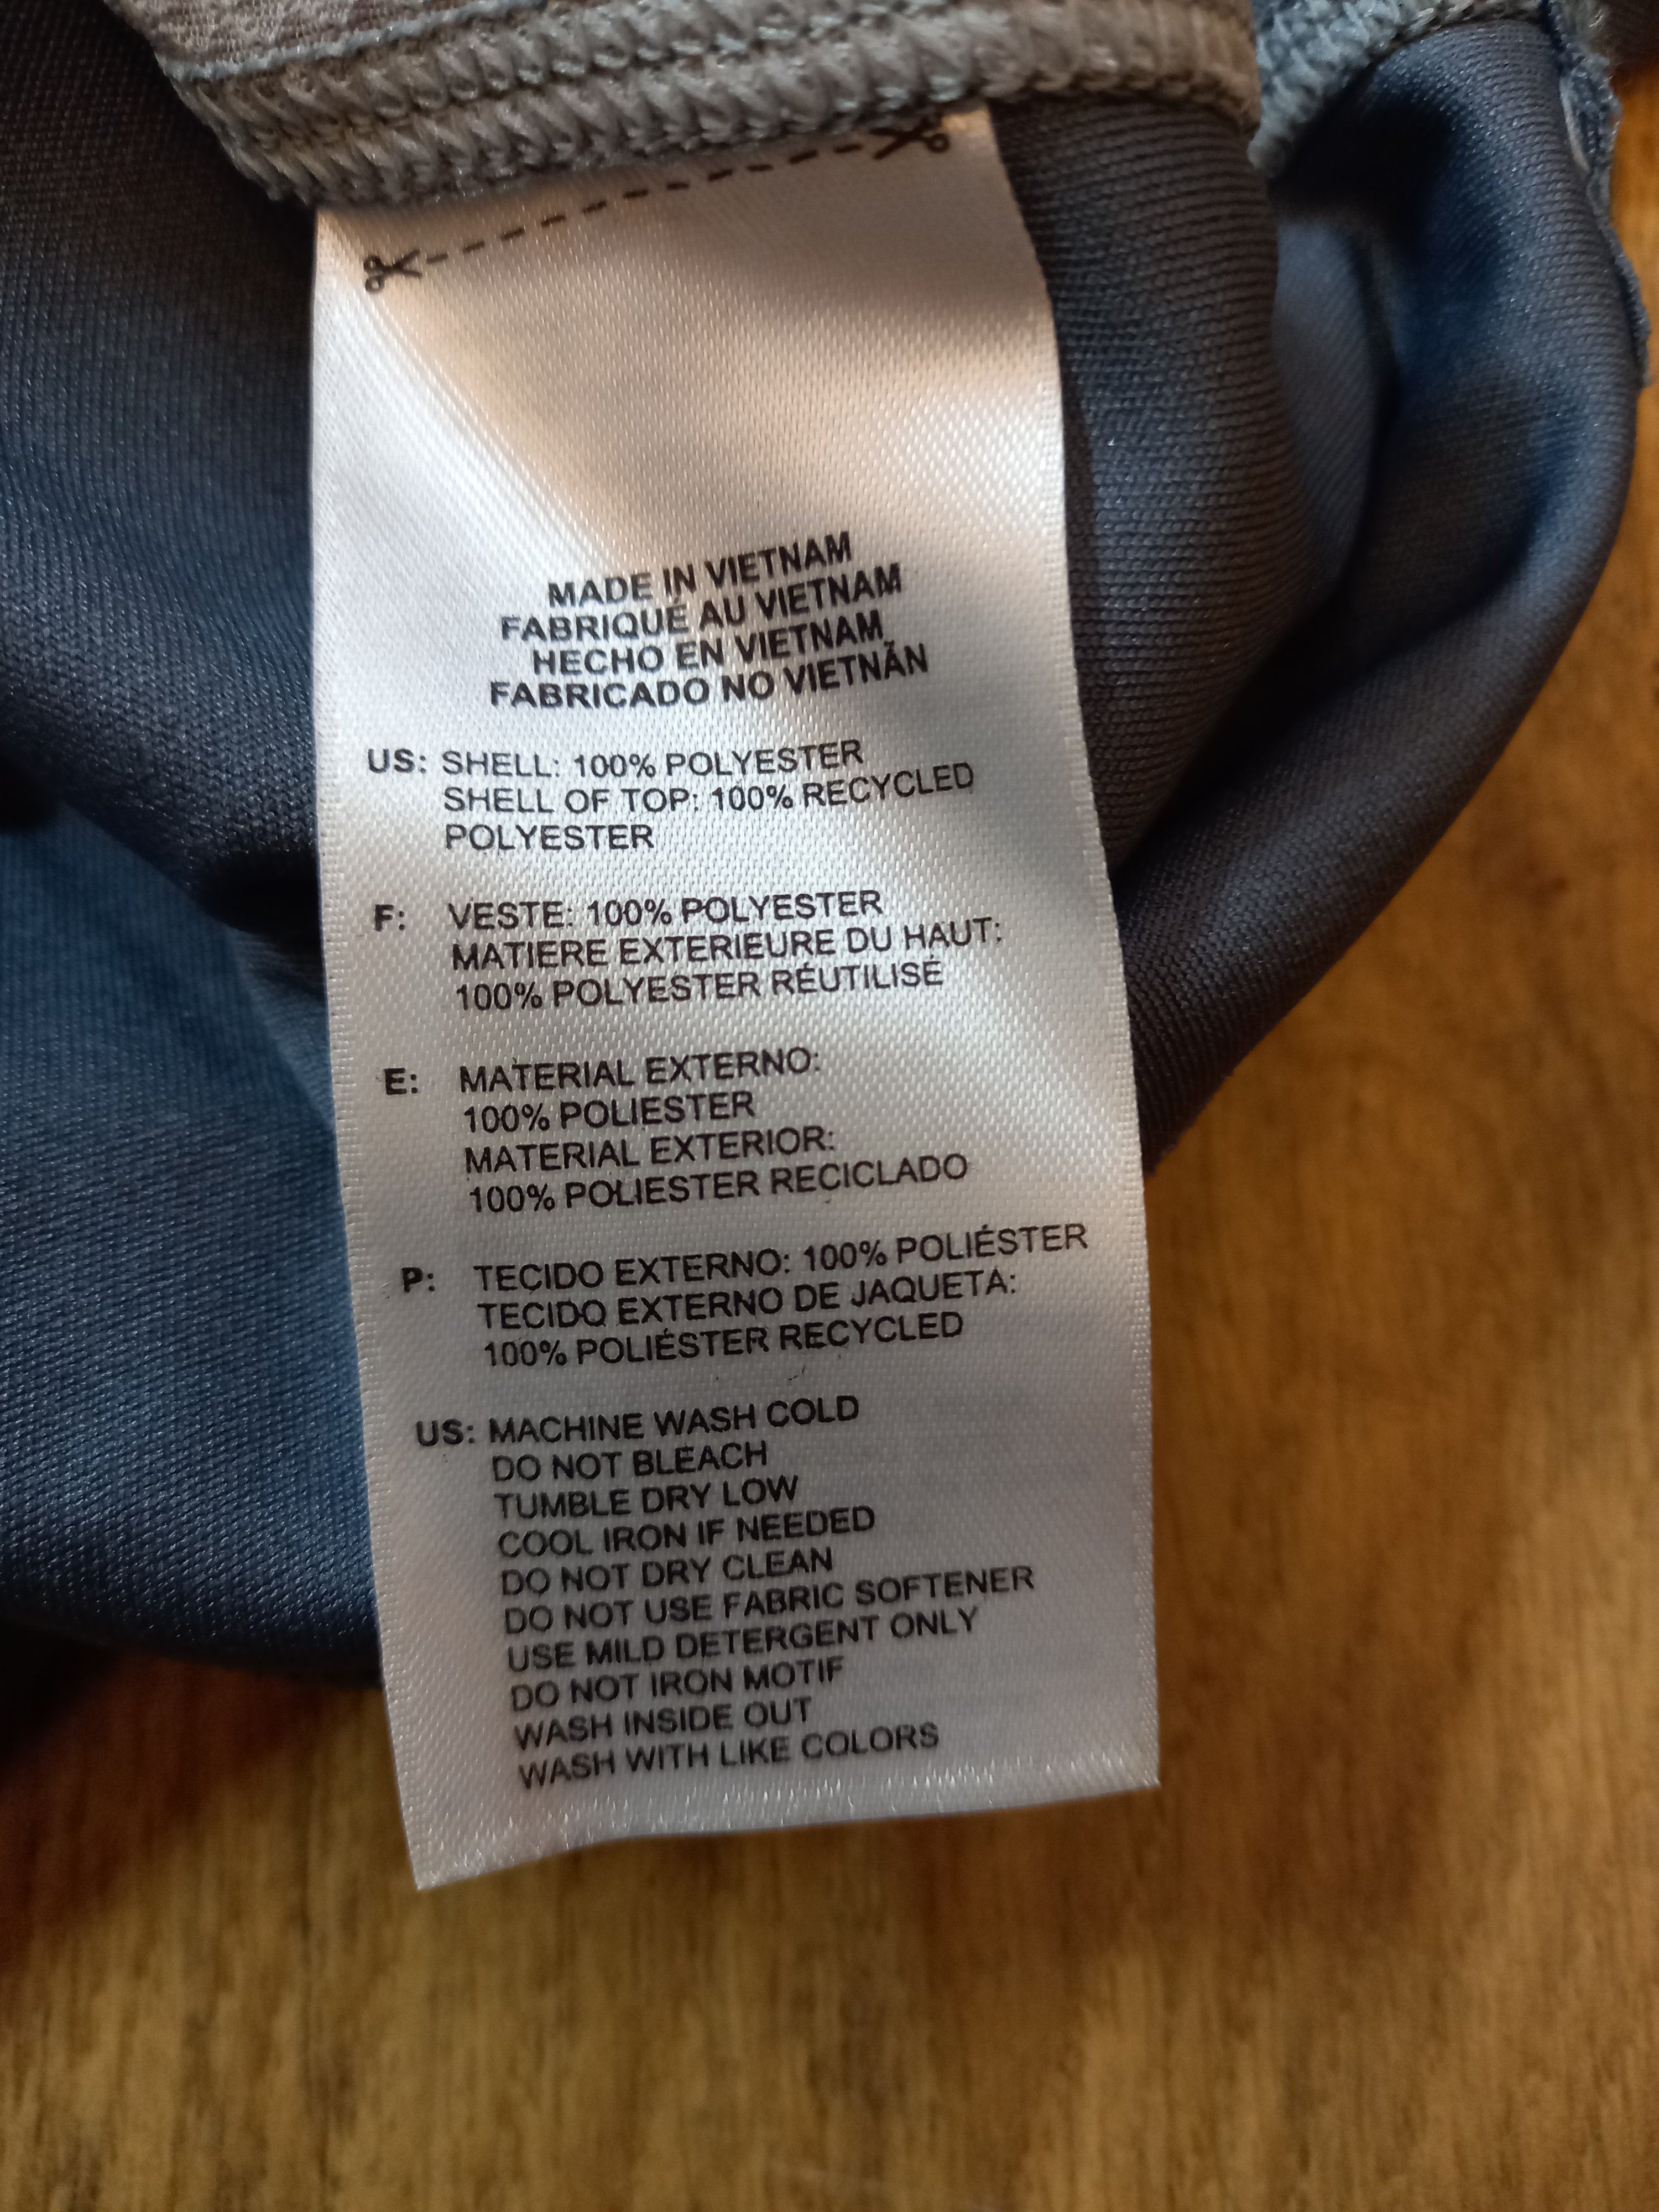 MADE IN VIETNAM
FABRIQUÉ AU VIETNAM
HECHO EN VIETNAM
FABRICADO NO VIETNÃN
US: SHELL: 100% POLYESTER
SHELL OF TOP: 100% RECYCLED
POLYESTER
F: VESTE: 100% POLYESTER
MATIERE EXTERIEURE DU HAUT:
100% POLYESTER RÉUTILISÉ
E: MATERIAL EXTERNO:
100% POLIESTER
MATERIAL EXTERIOR:
100% POLIESTER RECICLADO
P: TECIDO EXTERNO: 100% POLIÉSTER
TECIDO EXTERNO DE JAQUETA:
100% POLIÉSTER RECYCLED
US: MACHINE WASH COLD
DO NOT BLEACH
TUMBLE DRY LOW
COOL IRON IF NEEDED
DO NOT DRY CLEAN
DO NOT USE FABRIC SOFTENER
USE MILD DETERGENT ONLY
DO NOT IRON MOTIF
WASH INSIDE OUT
WASH WITH LIKE COLORS